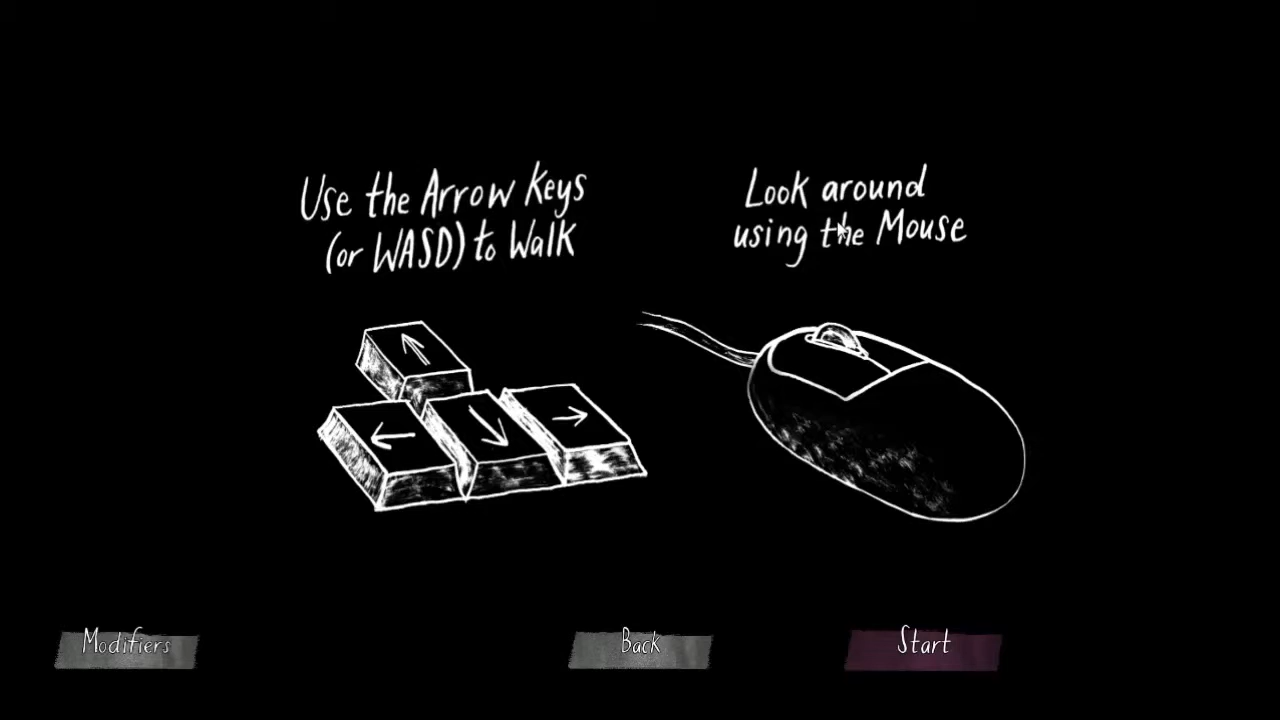 Use the Arrow Keys
(or WASD) to Walk
Look around
using the Mouse
Modifiers
Back
Start